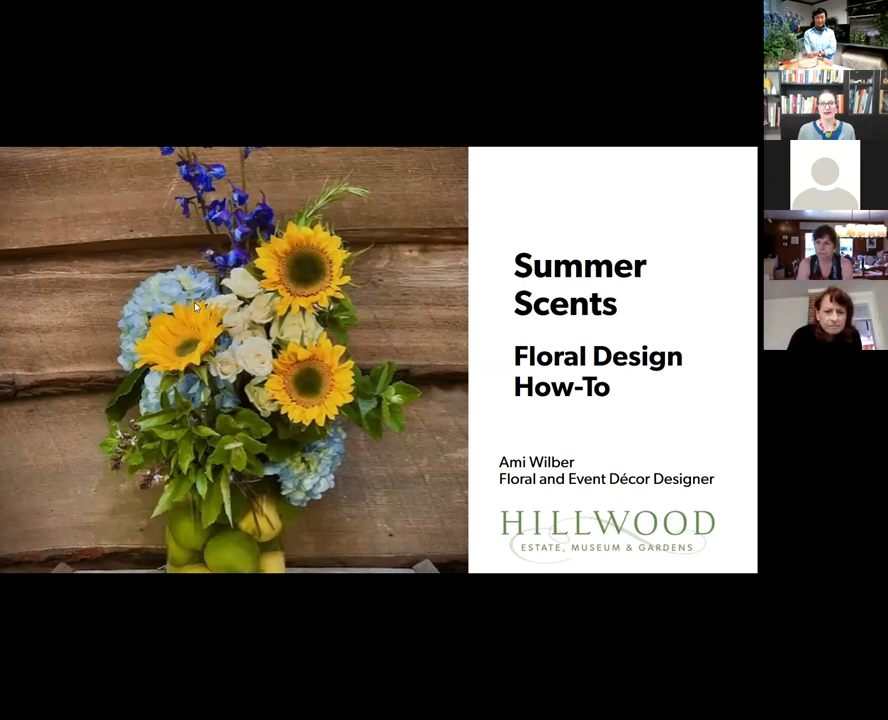 Summer
Scents
Floral Design
How-To
Ami Wilber
Floral and Event Décor Designer
HILLWOOD
ESTATE, MUSEUM & GARDENS